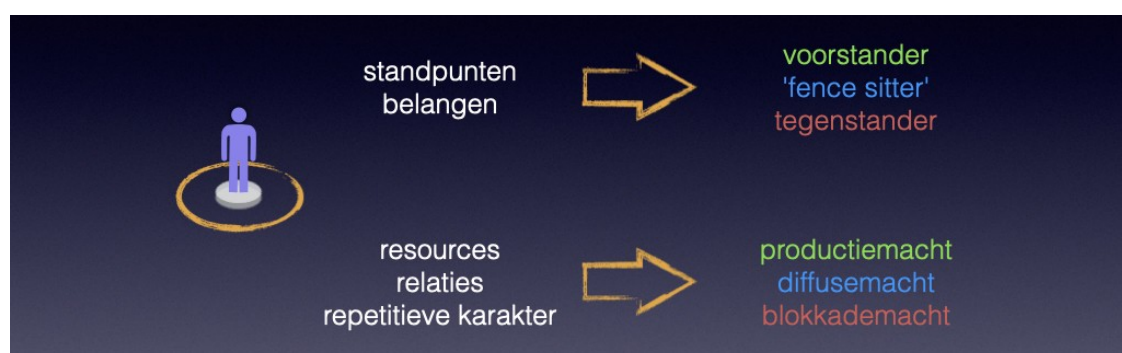 standpunten
belangen
voorstander
'fence sitter'
tegenstander
resources
relaties
repetitieve karakter
productiemacht
diffusemacht
blokkademacht